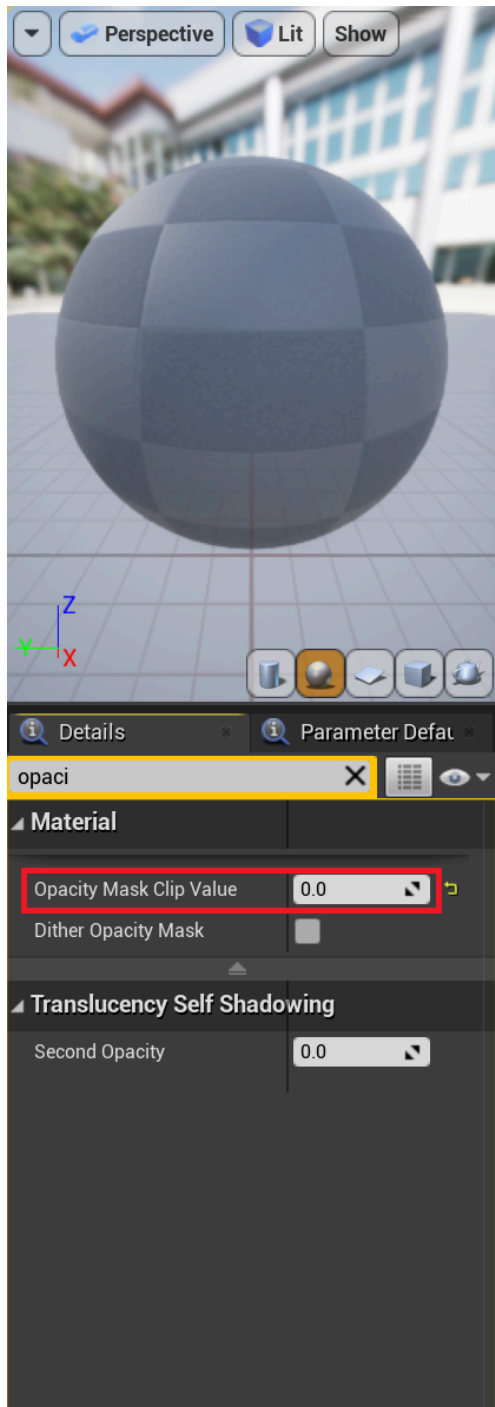 Perspective Lit Show
Z
Y
X
Details Parameter Defau
opaci
Material
Opacity Mask Clip Value 0.0
Dither Opacity Mask
Translucency Self Shadowing
Second Opacity 0.0